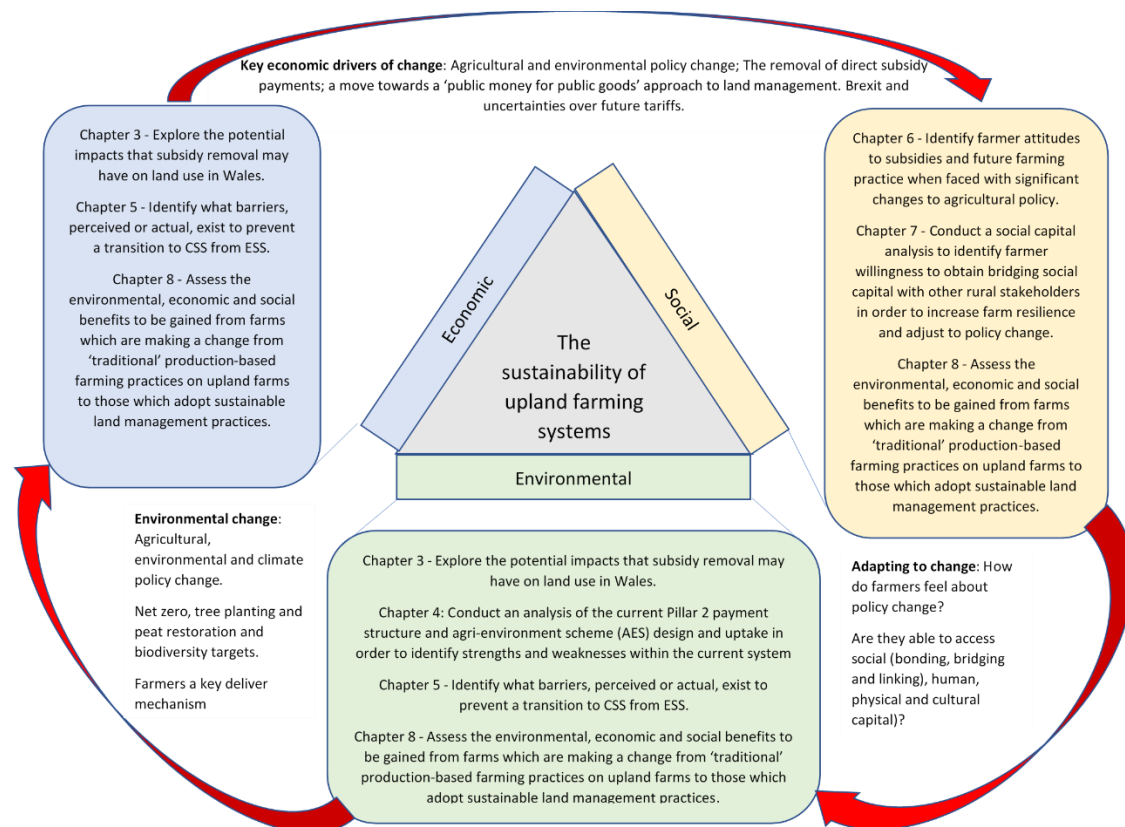 Key economic drivers of change: Agricultural and environmental policy change; The removal of direct subsidy
payments; a move towards a ‘public money for public goods’ approach to land management. Brexit and
uncertainties over future tariffs.
Chapter 3 - Explore the potential
impacts that subsidy removal may
have on land use in Wales.
Chapter 5 - Identify what barriers,
perceived or actual, exist to prevent
a transition to CSS from ESS.
Chapter 8 - Assess the
environmental, economic and social
benefits to be gained from farms
which are making a change from
‘traditional’ production-based
farming practices on upland farms
to those which adopt sustainable
land management practices.
Economic
Social
The
sustainability of
upland farming
systems
Environmental
Chapter 6 - Identify farmer attitudes
to subsidies and future farming
practice when faced with significant
changes to agricultural policy.
Chapter 7 - Conduct a social capital
analysis to identify farmer
willingness to obtain bridging social
capital with other rural stakeholders
in order to increase farm resilience
and adjust to policy change.
Chapter 8 - Assess the
environmental, economic and social
benefits to be gained from farms
which are making a change from
‘traditional’ production-based
farming practices on upland farms to
those which adopt sustainable land
management practices.
Environmental change:
Agricultural,
environmental and climate
policy change.
Net zero, tree planting and
peat restoration and
biodiversity targets.
Farmers a key deliver
mechanism
Chapter 3 - Explore the potential impacts that subsidy removal may
have on land use in Wales.
Chapter 4: Conduct an analysis of the current Pillar 2 payment
structure and agri-environment scheme (AES) design and uptake in
order to identify strengths and weaknesses within the current system
Chapter 5 - Identify what barriers, perceived or actual, exist to
prevent a transition to CSS from ESS.
Chapter 8 - Assess the environmental, economic and social benefits to
be gained from farms which are making a change from ‘traditional’
production-based farming practices on upland farms to those which
adopt sustainable land management practices.
Adapting to change: How
do farmers feel about
policy change?
Are they able to access
social (bonding, bridging
and linking), human,
physical and cultural
capital)?